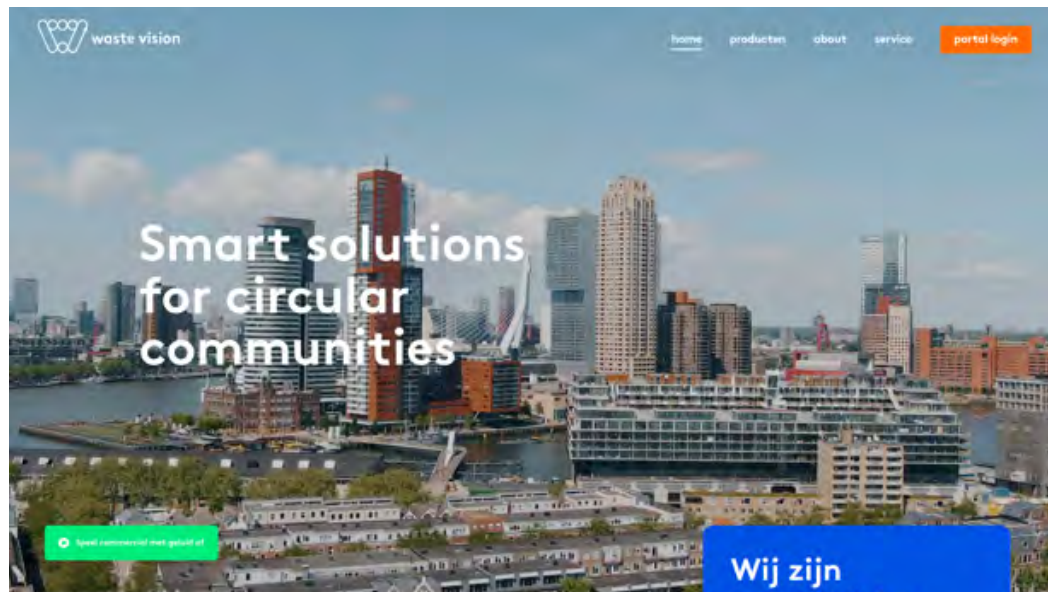 waste vision
home producten about service portal login
Smart solutions
for circular
communities
Speel commercial met geluid af
Wij zijn